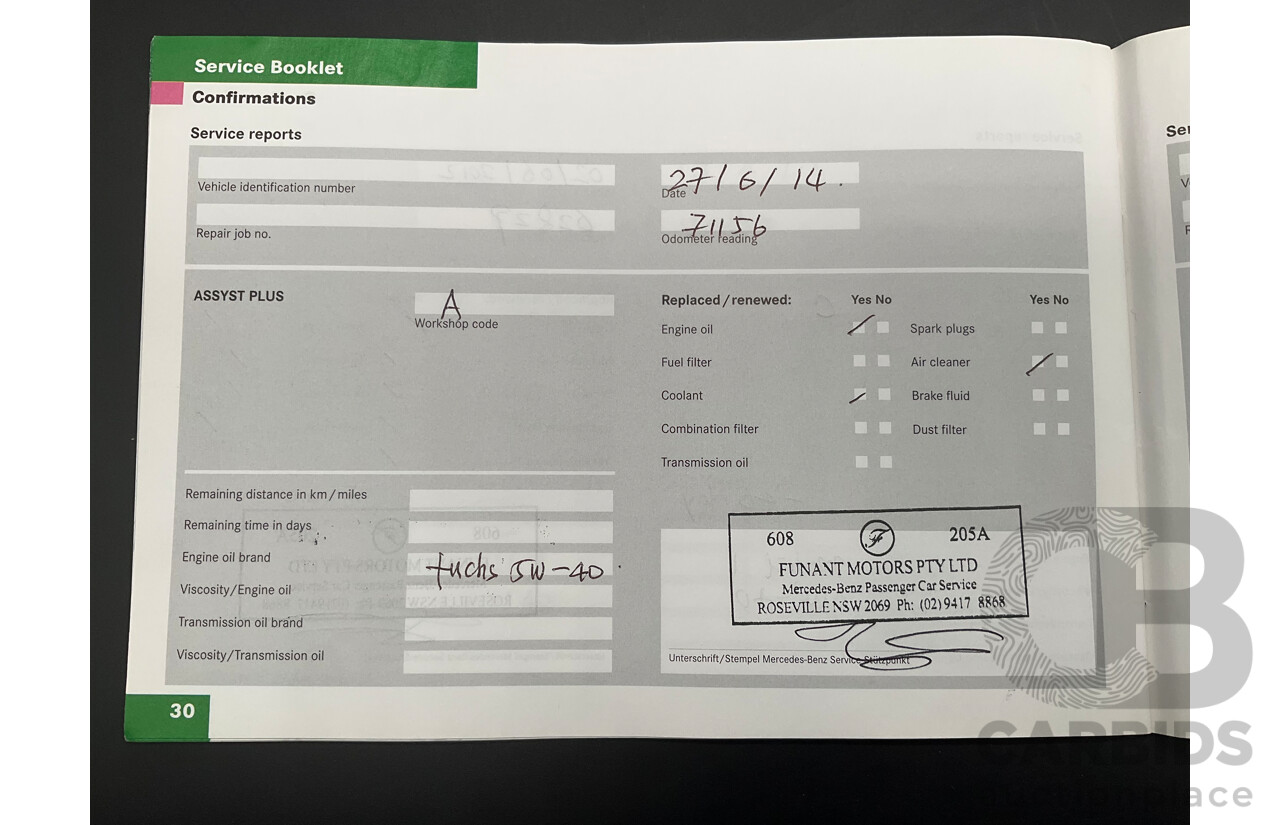 Service Booklet
Confirmations
Service reports
Vehicle identification number
27/6/14.
Date
Repair job no.
71156
Odometer reading
ASSYST PLUS
A
Workshop code
Replaced/renewed: Yes No Yes No
Engine oil Spark plugs
Fuel filter Air cleaner
Coolant Brake fluid
Combination filter Dust filter
Transmission oil
Remaining distance in km/miles
Remaining time in days
Engine oil brand
fuchs 5W-40
Viscosity/Engine oil
Transmission oil brand
Viscosity/Transmission oil
608 205A
FUNANT MOTORS PTY LTD
Mercedes-Benz Passenger Car Service
ROSEVILLE NSW 2069 Ph: (02) 9417 8868
Unterschrift/Stempel Mercedes-Benz Service Stützpunkt
30
Ser
CB
CARBIDS